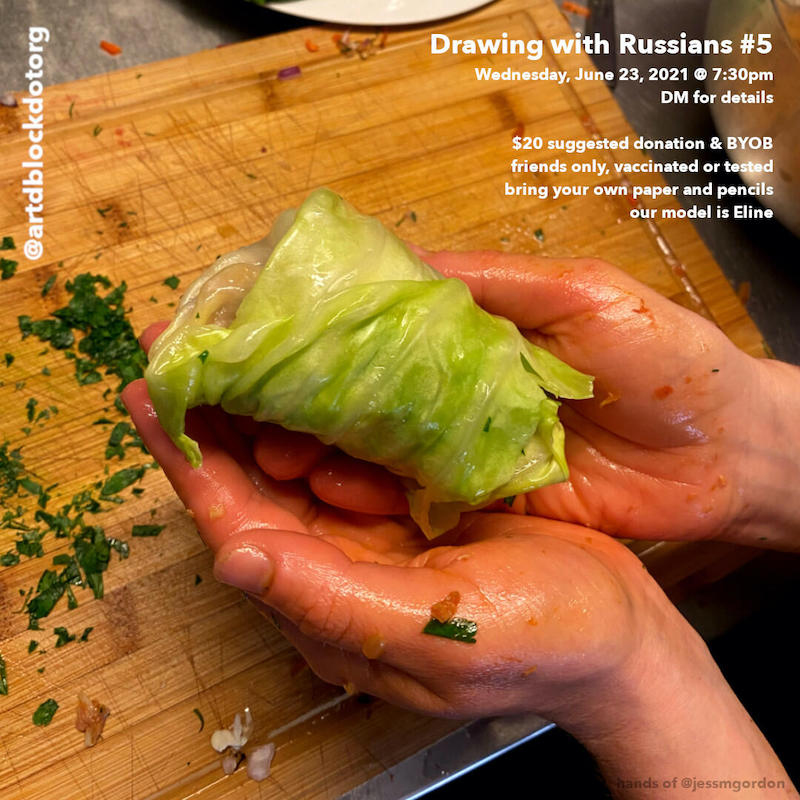 Drawing with Russians #5
Wednesday, June 23, 2021 @ 7:30pm
DM for details
$20 suggested donation & BYOB
friends only, vaccinated or tested
bring your own paper and pencils
our model is Eline
@artdblockdotorg
hands of @jessmgordon